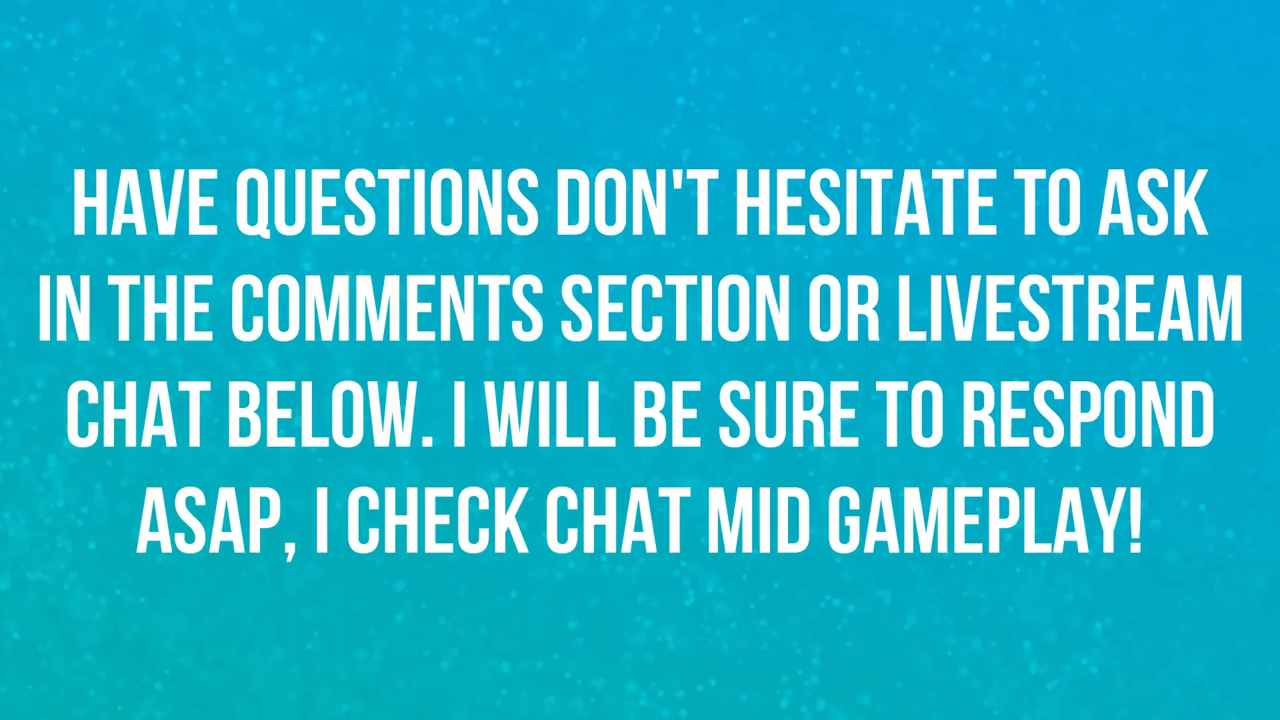 HAVE QUESTIONS DON'T HESITATE TO ASK
IN THE COMMENTS SECTION OR LIVESTREAM
CHAT BELOW. I WILL BE SURE TO RESPOND
ASAP, I CHECK CHAT MID GAMEPLAY!